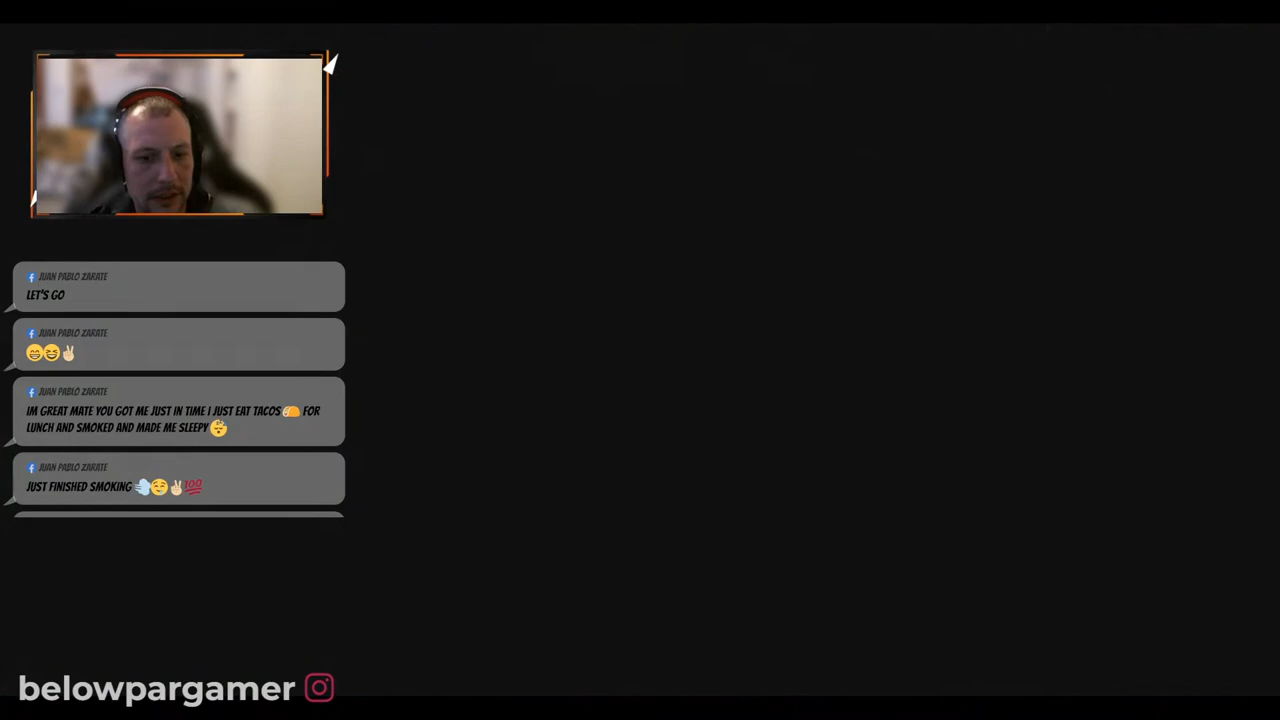 JUAN PABLO ZARATE
LET'S GO
JUAN PABLO ZARATE
😁😆✌🏻
JUAN PABLO ZARATE
IM GREAT MATE YOU GOT ME JUST IN TIME I JUST EAT TACOS 🌮 FOR
LUNCH AND SMOKED AND MADE ME SLEEPY 😴
JUAN PABLO ZARATE
JUST FINISHED SMOKING 💨😌✌🏻💯
belowpargamer